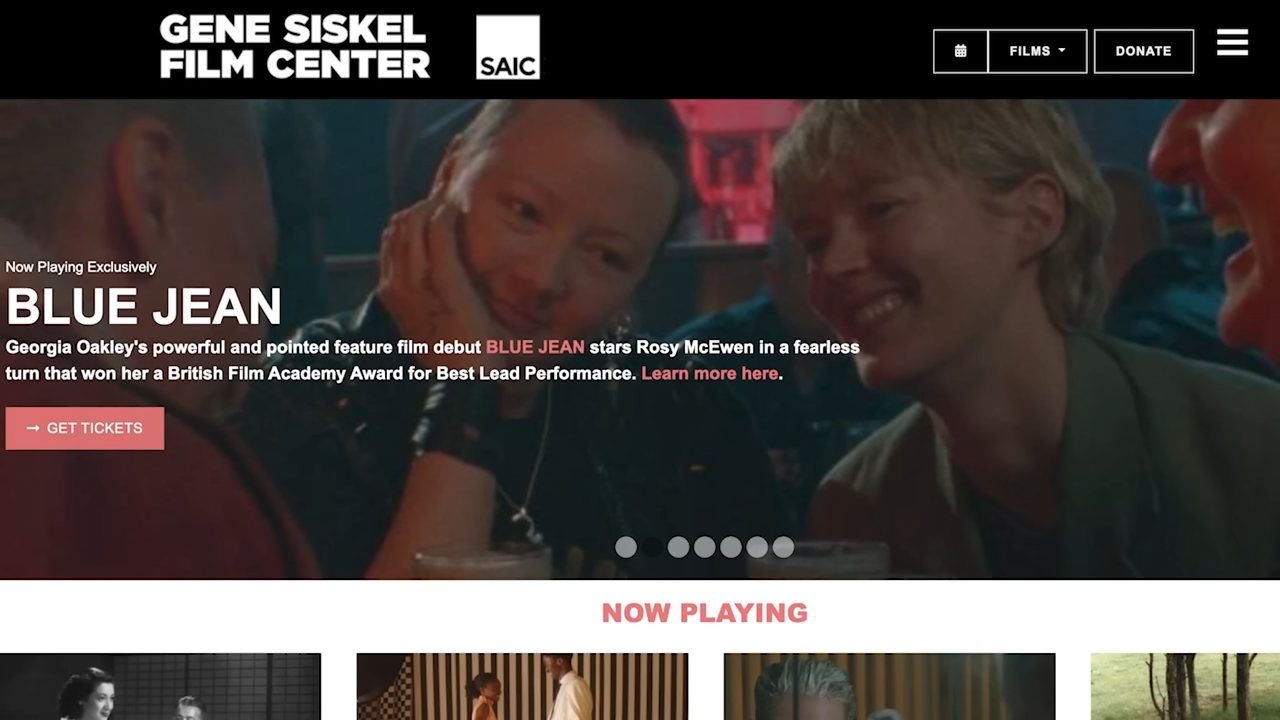 GENE SISKEL
FILM CENTER
SAIC
FILMS
DONATE
Now Playing Exclusively
BLUE JEAN
Georgia Oakley's powerful and pointed feature film debut BLUE JEAN stars Rosy McEwen in a fearless
turn that won her a British Film Academy Award for Best Lead Performance. Learn more here.
→ GET TICKETS
NOW PLAYING